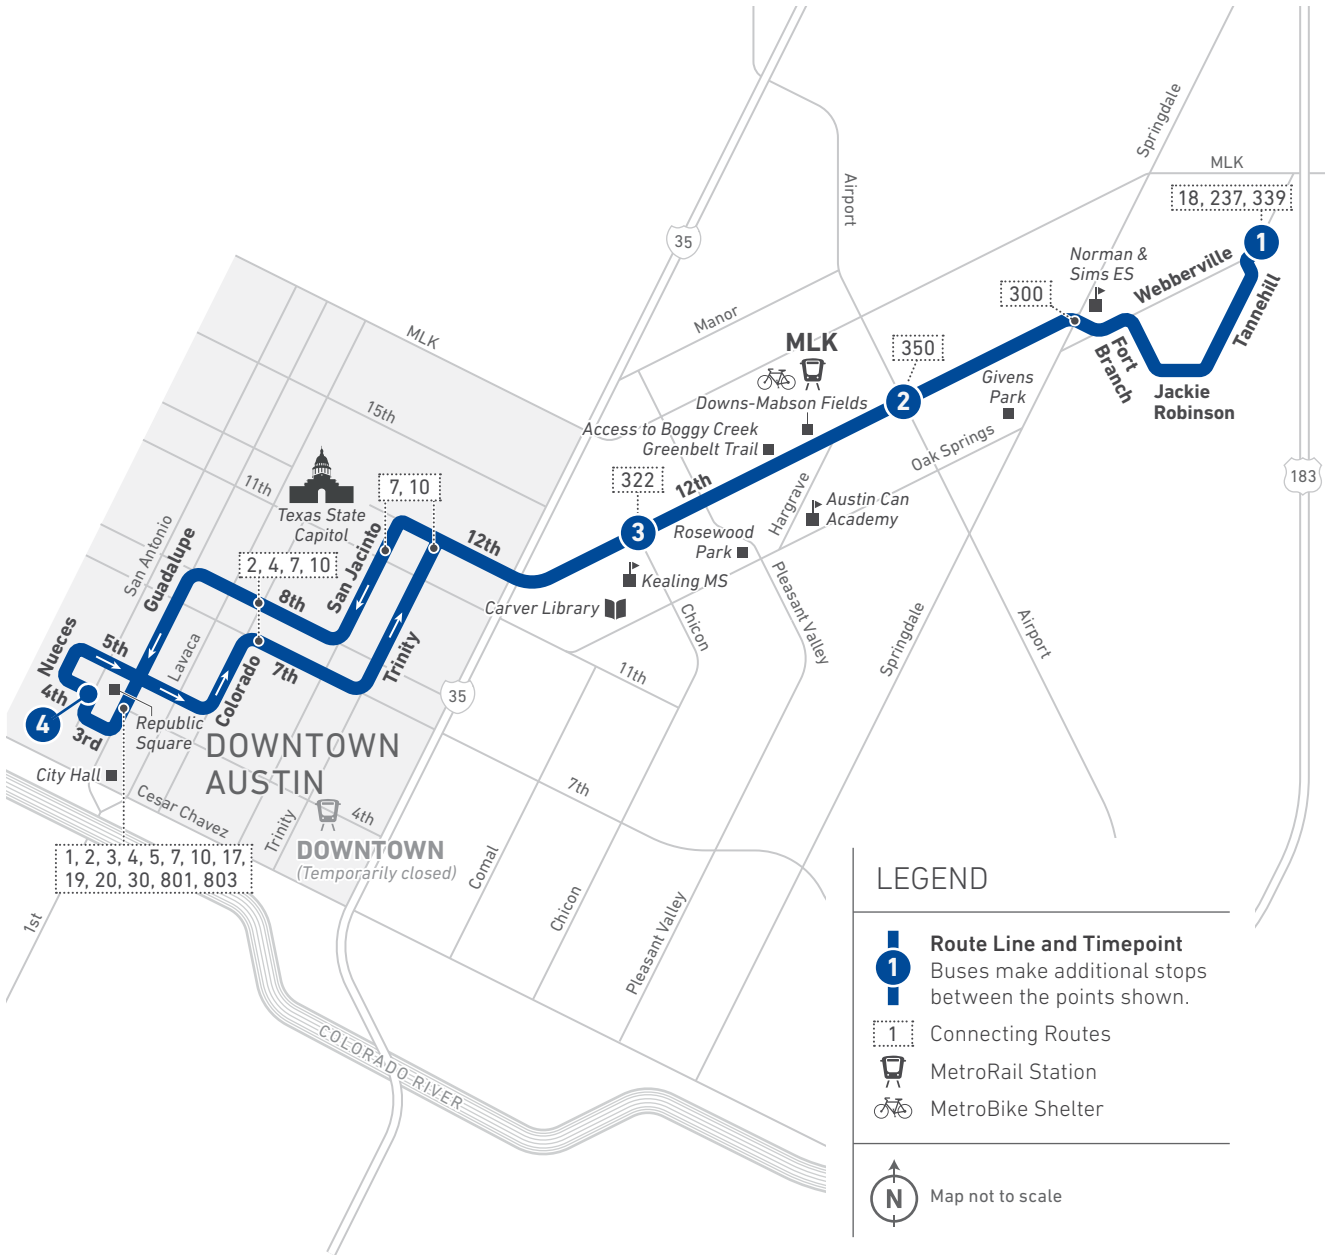 Springdale
MLK
18, 237, 339
1
Airport
35
Norman &
Sims ES
Webberville
Tannehill
300
Fort
Branch
Jackie
Robinson
Manor
MLK
350
2
Givens
Park
Downs-Mabson Fields
Access to Boggy Creek
Greenbelt Trail
Oak Springs
183
MLK
15th
11th
Texas State
Capitol
7, 10
322
3
12th
Hargrave
Austin Can
Academy
Rosewood
Park
Kealing MS
Carver Library
12th
San Jacinto
San Antonio
Guadalupe
2, 4, 7, 10
8th
Lavaca
Trinity
7th
Colorado
Nueces
5th
4th
4
3rd
Republic
Square
City Hall
DOWNTOWN
AUSTIN
Cesar Chavez
Trinity
4th
DOWNTOWN
(Temporarily closed)
1, 2, 3, 4, 5, 7, 10, 17,
19, 20, 30, 801, 803
1st
35
Chicon
Pleasant Valley
Springdale
Airport
11th
7th
Comal
Chicon
Pleasant Valley
COLORADO RIVER
LEGEND
1
Route Line and Timepoint
Buses make additional stops
between the points shown.
1
Connecting Routes
MetroRail Station
MetroBike Shelter
N
Map not to scale